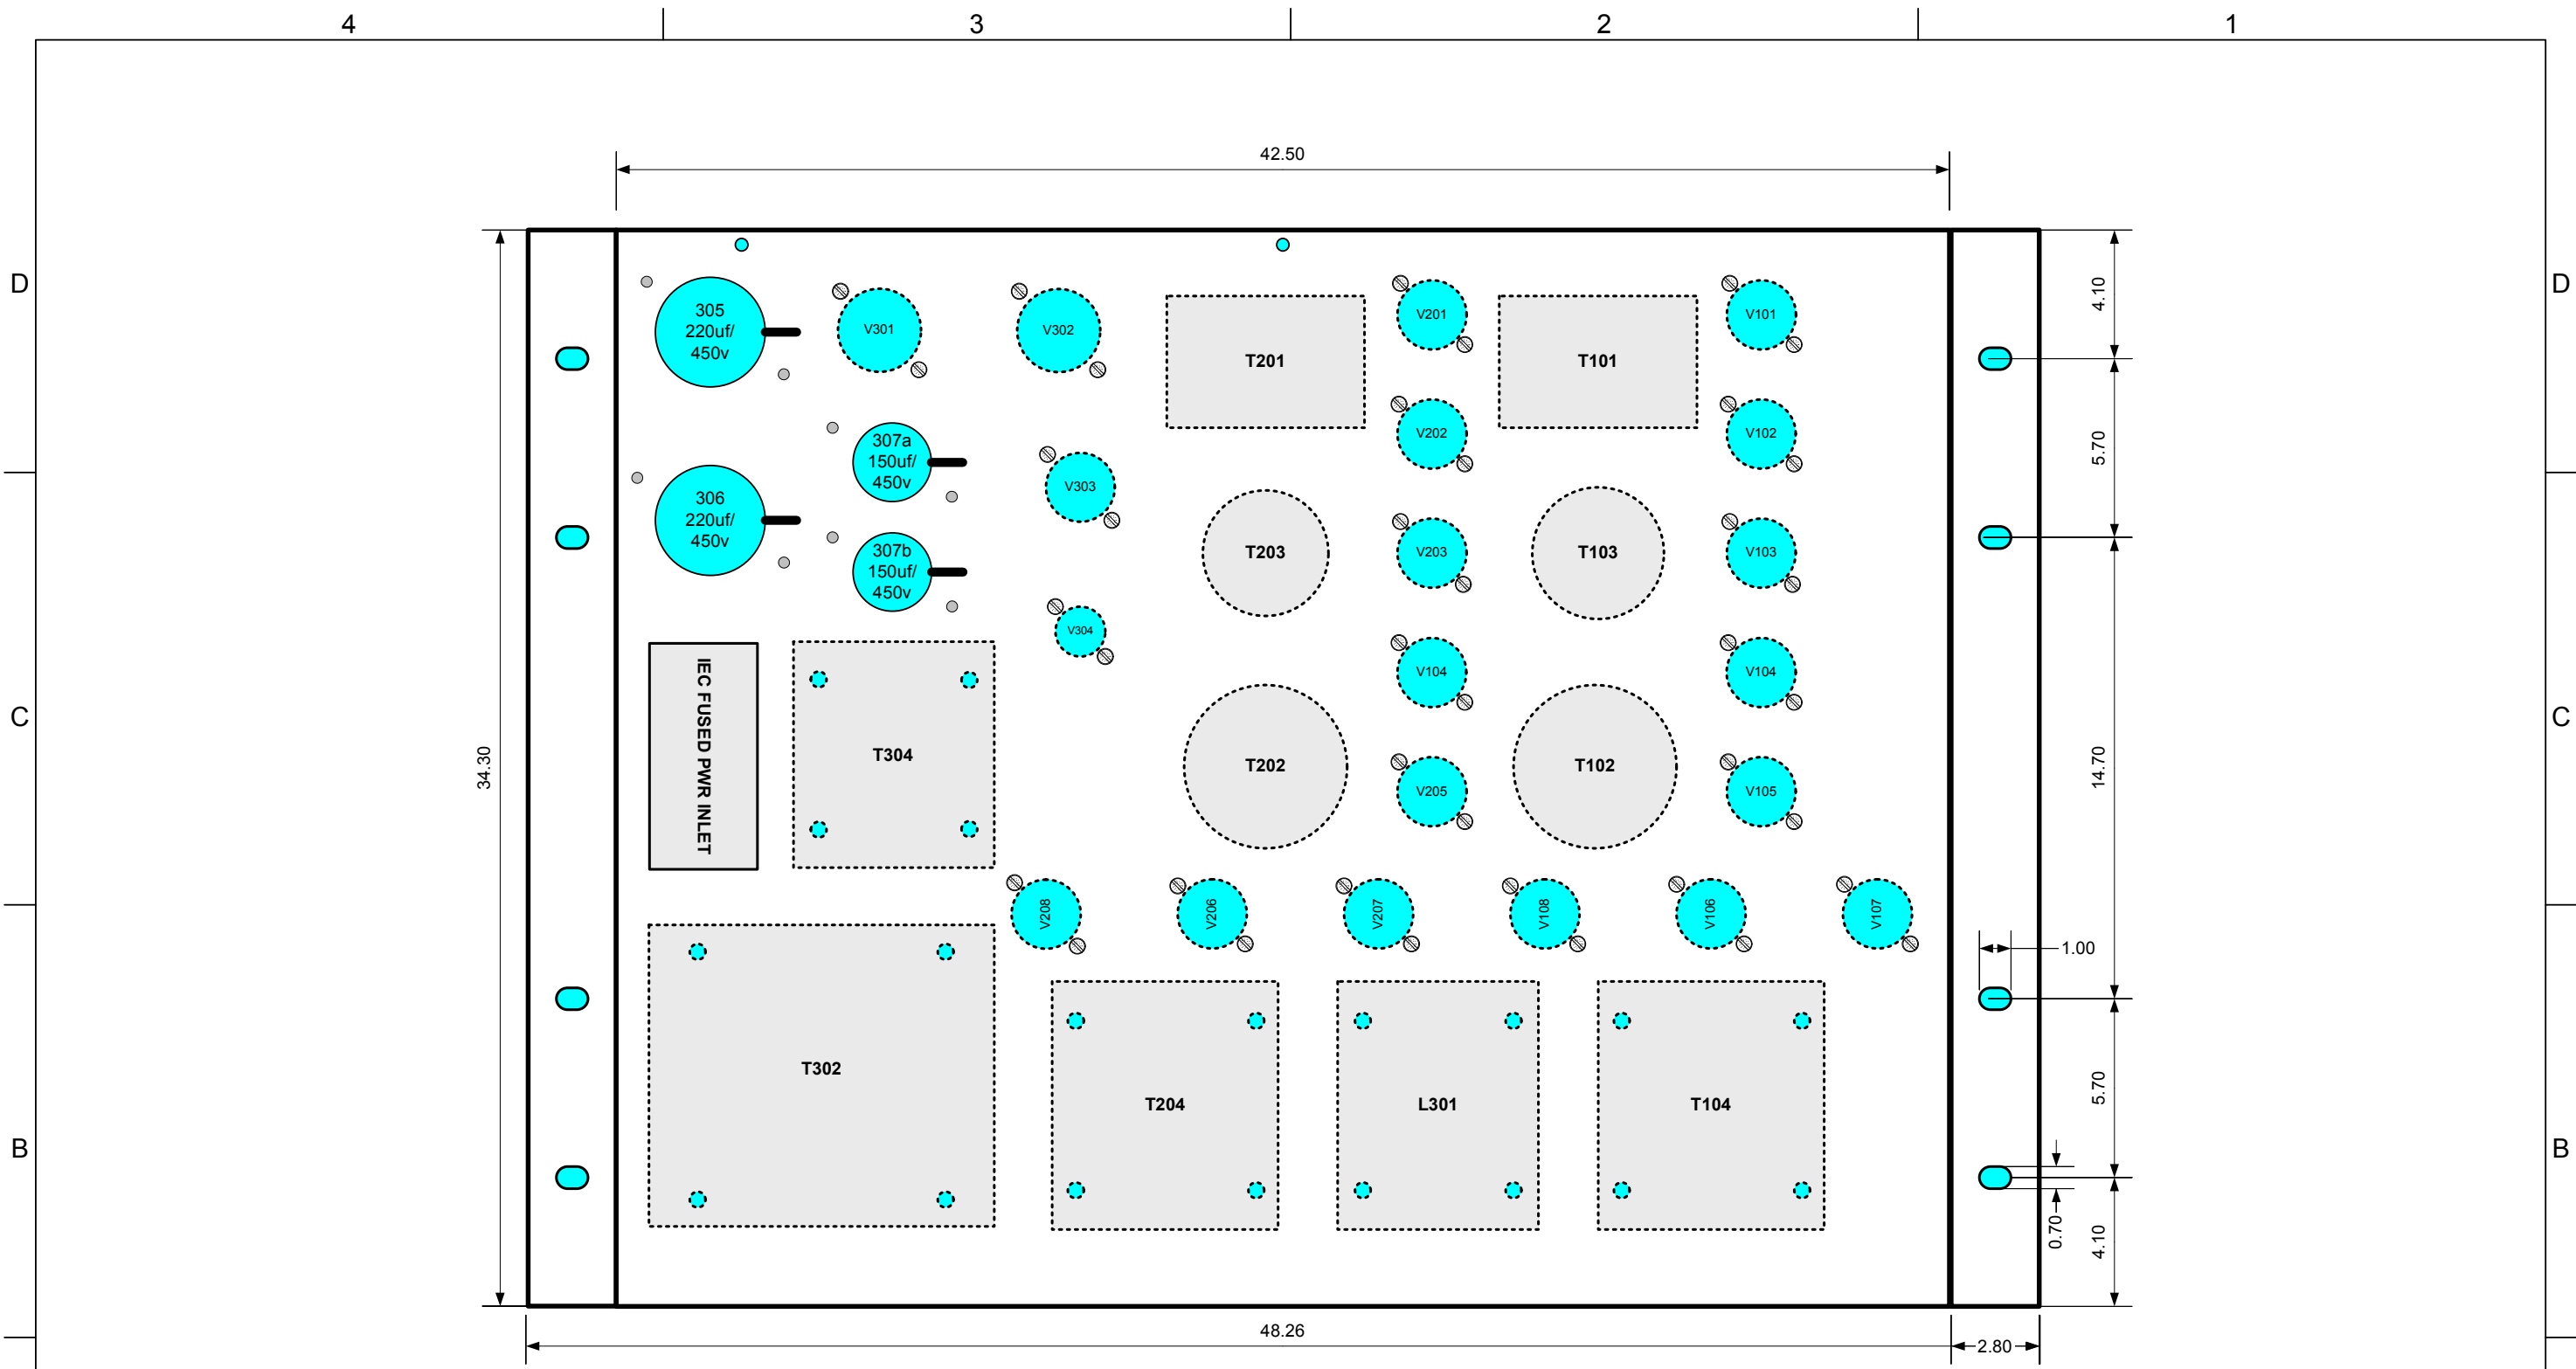 4 3 2 1
42.50
D D
4.10
305
220uf/
450v
V301
V302
V201
V101
T201
T101
V202
V102
5.70
307a
150uf/
450v
V303
306
220uf/
450v
307b
150uf/
450v
T203
V203
T103
V103
V304
V104
V104
C C
IEC FUSED PWR INLET
T304
T202
V205
T102
V105
34.30
14.70
V208
V206
V207
V108
V106
V107
1.00
T302
T204
L301
T104
5.70
B B
0.70
4.10
48.26
2.80